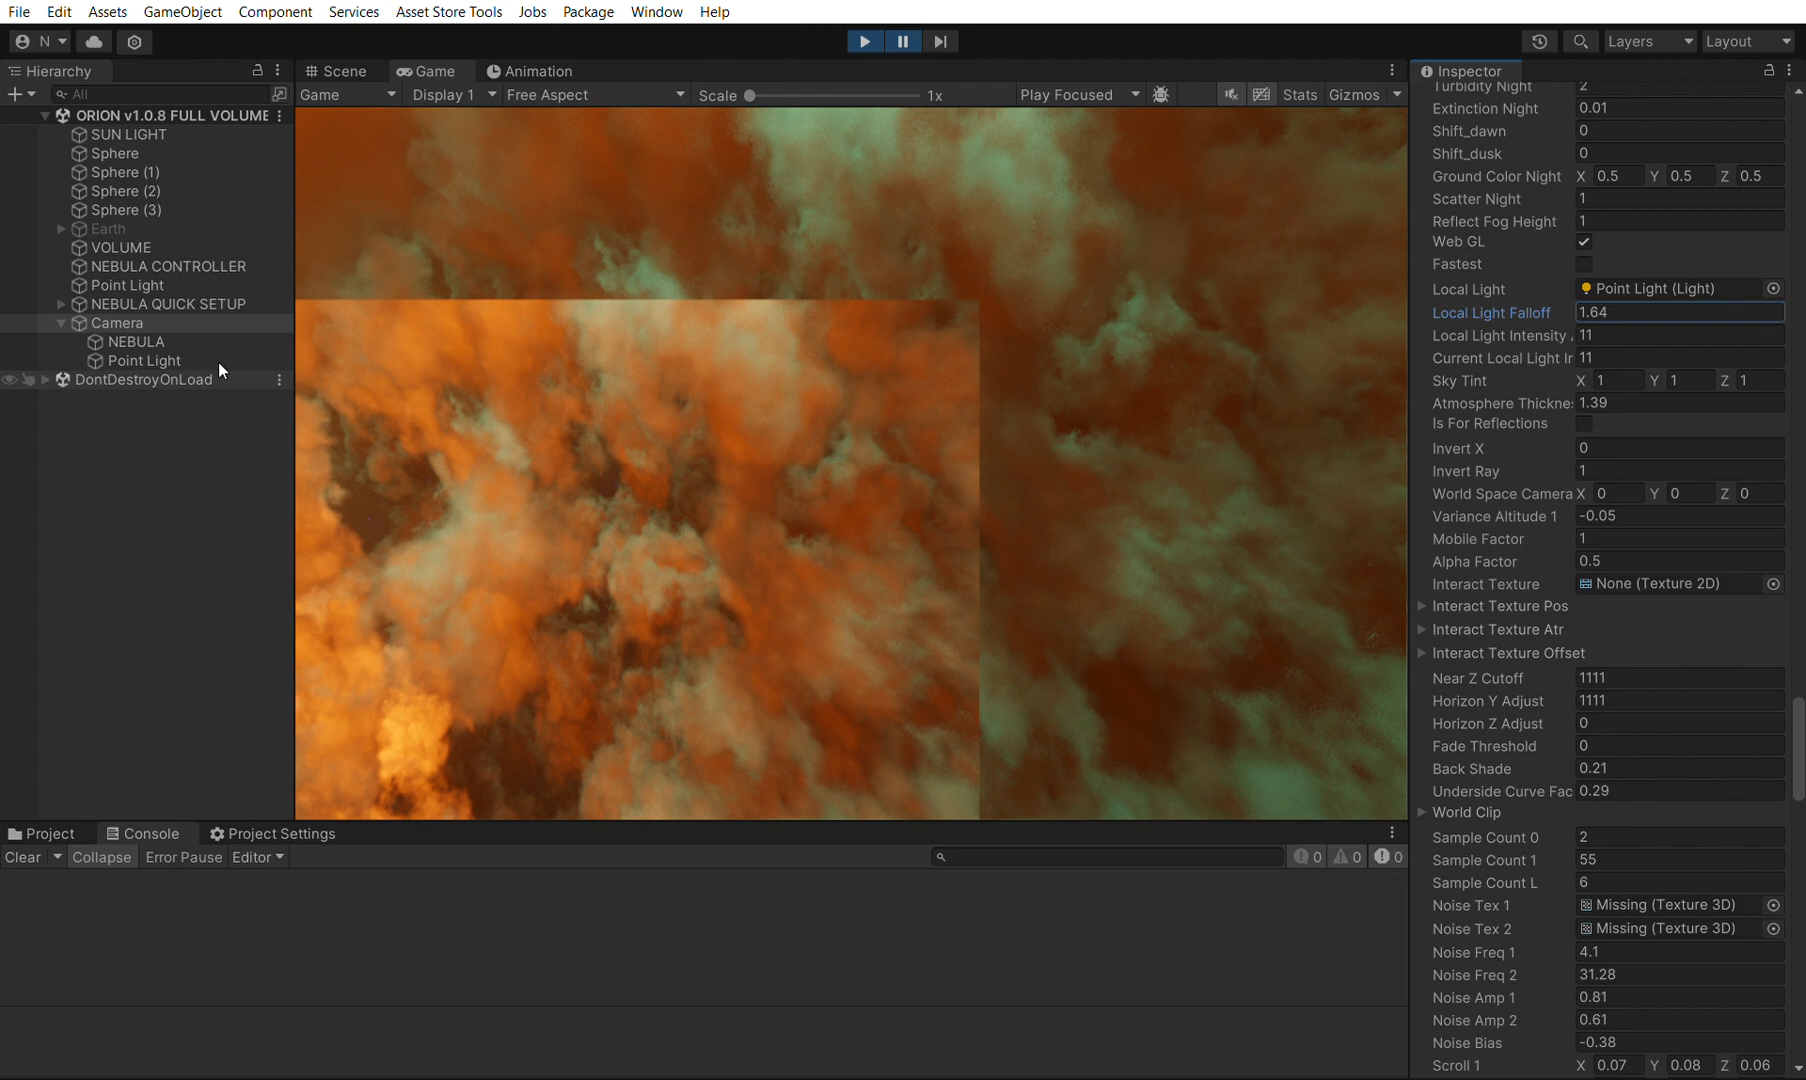 File Edit Assets GameObject Component Services Asset Store Tools Jobs Package Window Help
N Layers Layout
Hierarchy
All
ORION v1.0.8 FULL VOLUME
SUN LIGHT
Sphere
Sphere (1)
Sphere (2)
Sphere (3)
Earth
VOLUME
NEBULA CONTROLLER
Point Light
NEBULA QUICK SETUP
Camera
NEBULA
Point Light
DontDestroyOnLoad
Scene Game Animation
Game Display 1 Free Aspect Scale 1x Play Focused Stats Gizmos
Inspector
Turbidity Night 2
Extinction Night 0.01
Shift_dawn 0
Shift_dusk 0
Ground Color Night X 0.5 Y 0.5 Z 0.5
Scatter Night 1
Reflect Fog Height 1
Web GL
Fastest
Local Light Point Light (Light)
Local Light Falloff 1.64
Local Light Intensity 11
Current Local Light Ir 11
Sky Tint X 1 Y 1 Z 1
Atmosphere Thickne 1.39
Is For Reflections
Invert X 0
Invert Ray 1
World Space Camera X 0 Y 0 Z 0
Variance Altitude 1 -0.05
Mobile Factor 1
Alpha Factor 0.5
Interact Texture None (Texture 2D)
Interact Texture Pos
Interact Texture Atr
Interact Texture Offset
Near Z Cutoff 1111
Horizon Y Adjust 1111
Horizon Z Adjust 0
Fade Threshold 0
Back Shade 0.21
Underside Curve Fac 0.29
World Clip
Sample Count 0 2
Sample Count 1 55
Sample Count L 6
Noise Tex 1 Missing (Texture 3D)
Noise Tex 2 Missing (Texture 3D)
Noise Freq 1 4.1
Noise Freq 2 31.28
Noise Amp 1 0.81
Noise Amp 2 0.61
Noise Bias -0.38
Scroll 1 X 0.07 Y 0.08 Z 0.06
Project Console Project Settings
Clear Collapse Error Pause Editor 0 0 0